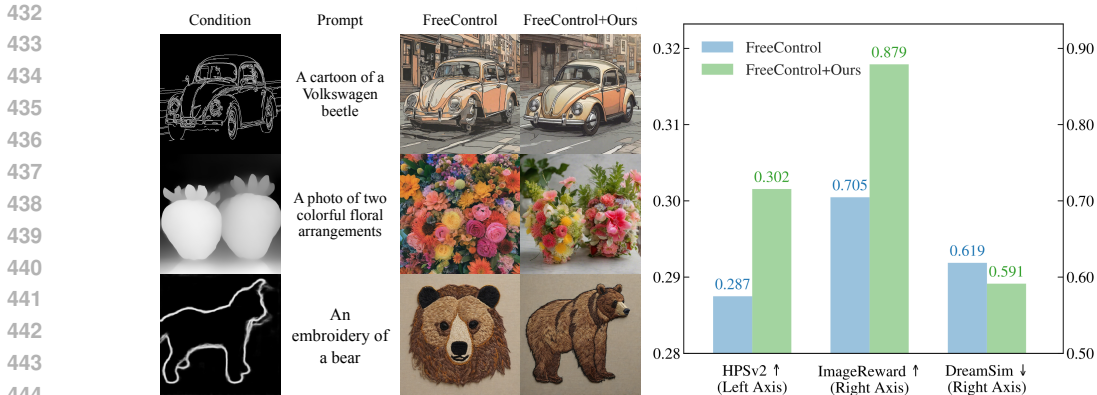 432
433
434
435
436
437
438
439
440
441
442
443
Condition
Prompt
FreeControl
FreeControl+Ours
A cartoon of a
Volkswagen
beetle
A photo of two
colorful floral
arrangements
An
embroidery of
a bear
FreeControl
FreeControl+Ours
0.32
0.31
0.30
0.29
0.28
0.90
0.80
0.70
0.60
0.50
0.287
0.302
0.705
0.879
0.619
0.591
HPSv2 ↑
(Left Axis)
ImageReward ↑
(Right Axis)
DreamSim ↓
(Right Axis)